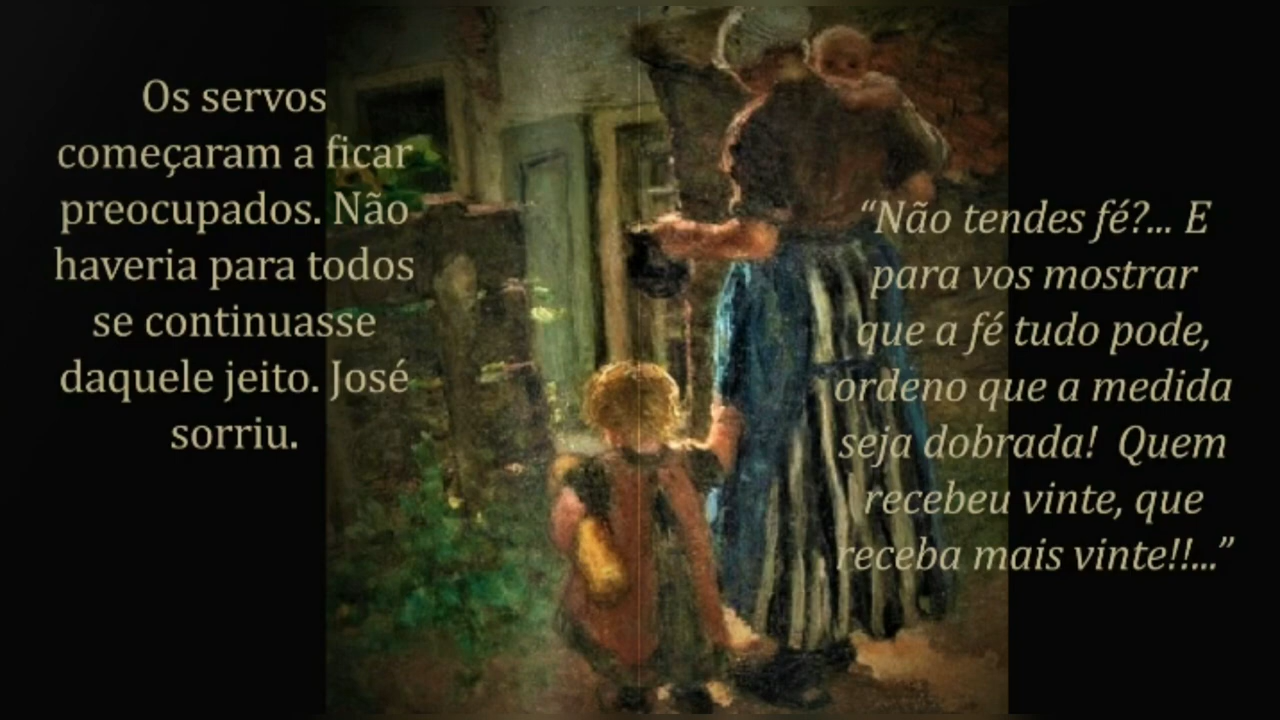 Os servos
começaram a ficar
preocupados. Não
haveria para todos
se continuasse
daquele jeito. José
sorriu.
“Não tendes fé?... E
para vos mostrar
que a fé tudo pode,
ordeno que a medida
seja dobrada! Quem
recebeu vinte, que
receba mais vinte!!...”